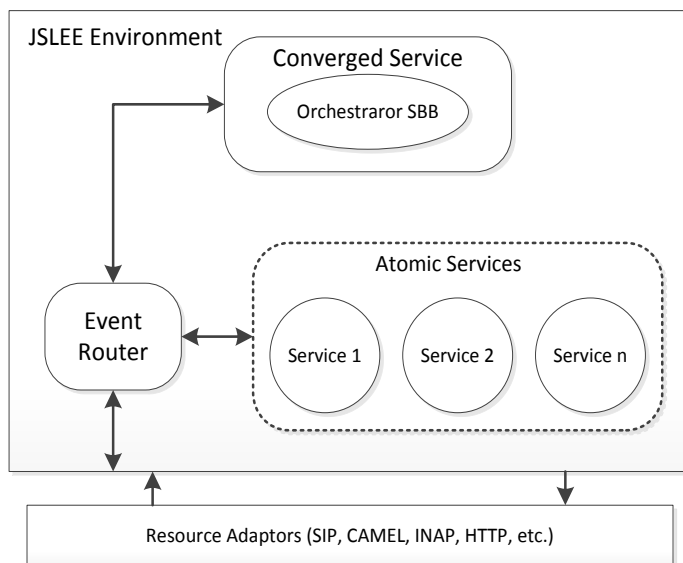 JSLEE Environment
Converged Service
Orchestraror SBB
Atomic Services
Event
Router
Service 1
Service 2
Service n
Resource Adaptors (SIP, CAMEL, INAP, HTTP, etc.)